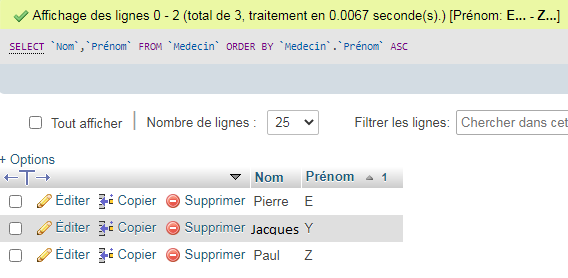 Affichage des lignes 0 - 2 (total de 3, traitement en 0.0067 seconde(s).) [Prénom: E... - Z...]
SELECT `Nom`,`Prénom` FROM `Medecin` ORDER BY `Medecin`.`Prénom` ASC
Tout afficher Nombre de lignes : 25 Filtrer les lignes: Chercher dans cet
+ Options
←T→ Nom Prénom 1
Éditer Copier Supprimer Pierre E
Éditer Copier Supprimer Jacques Y
Éditer Copier Supprimer Paul Z